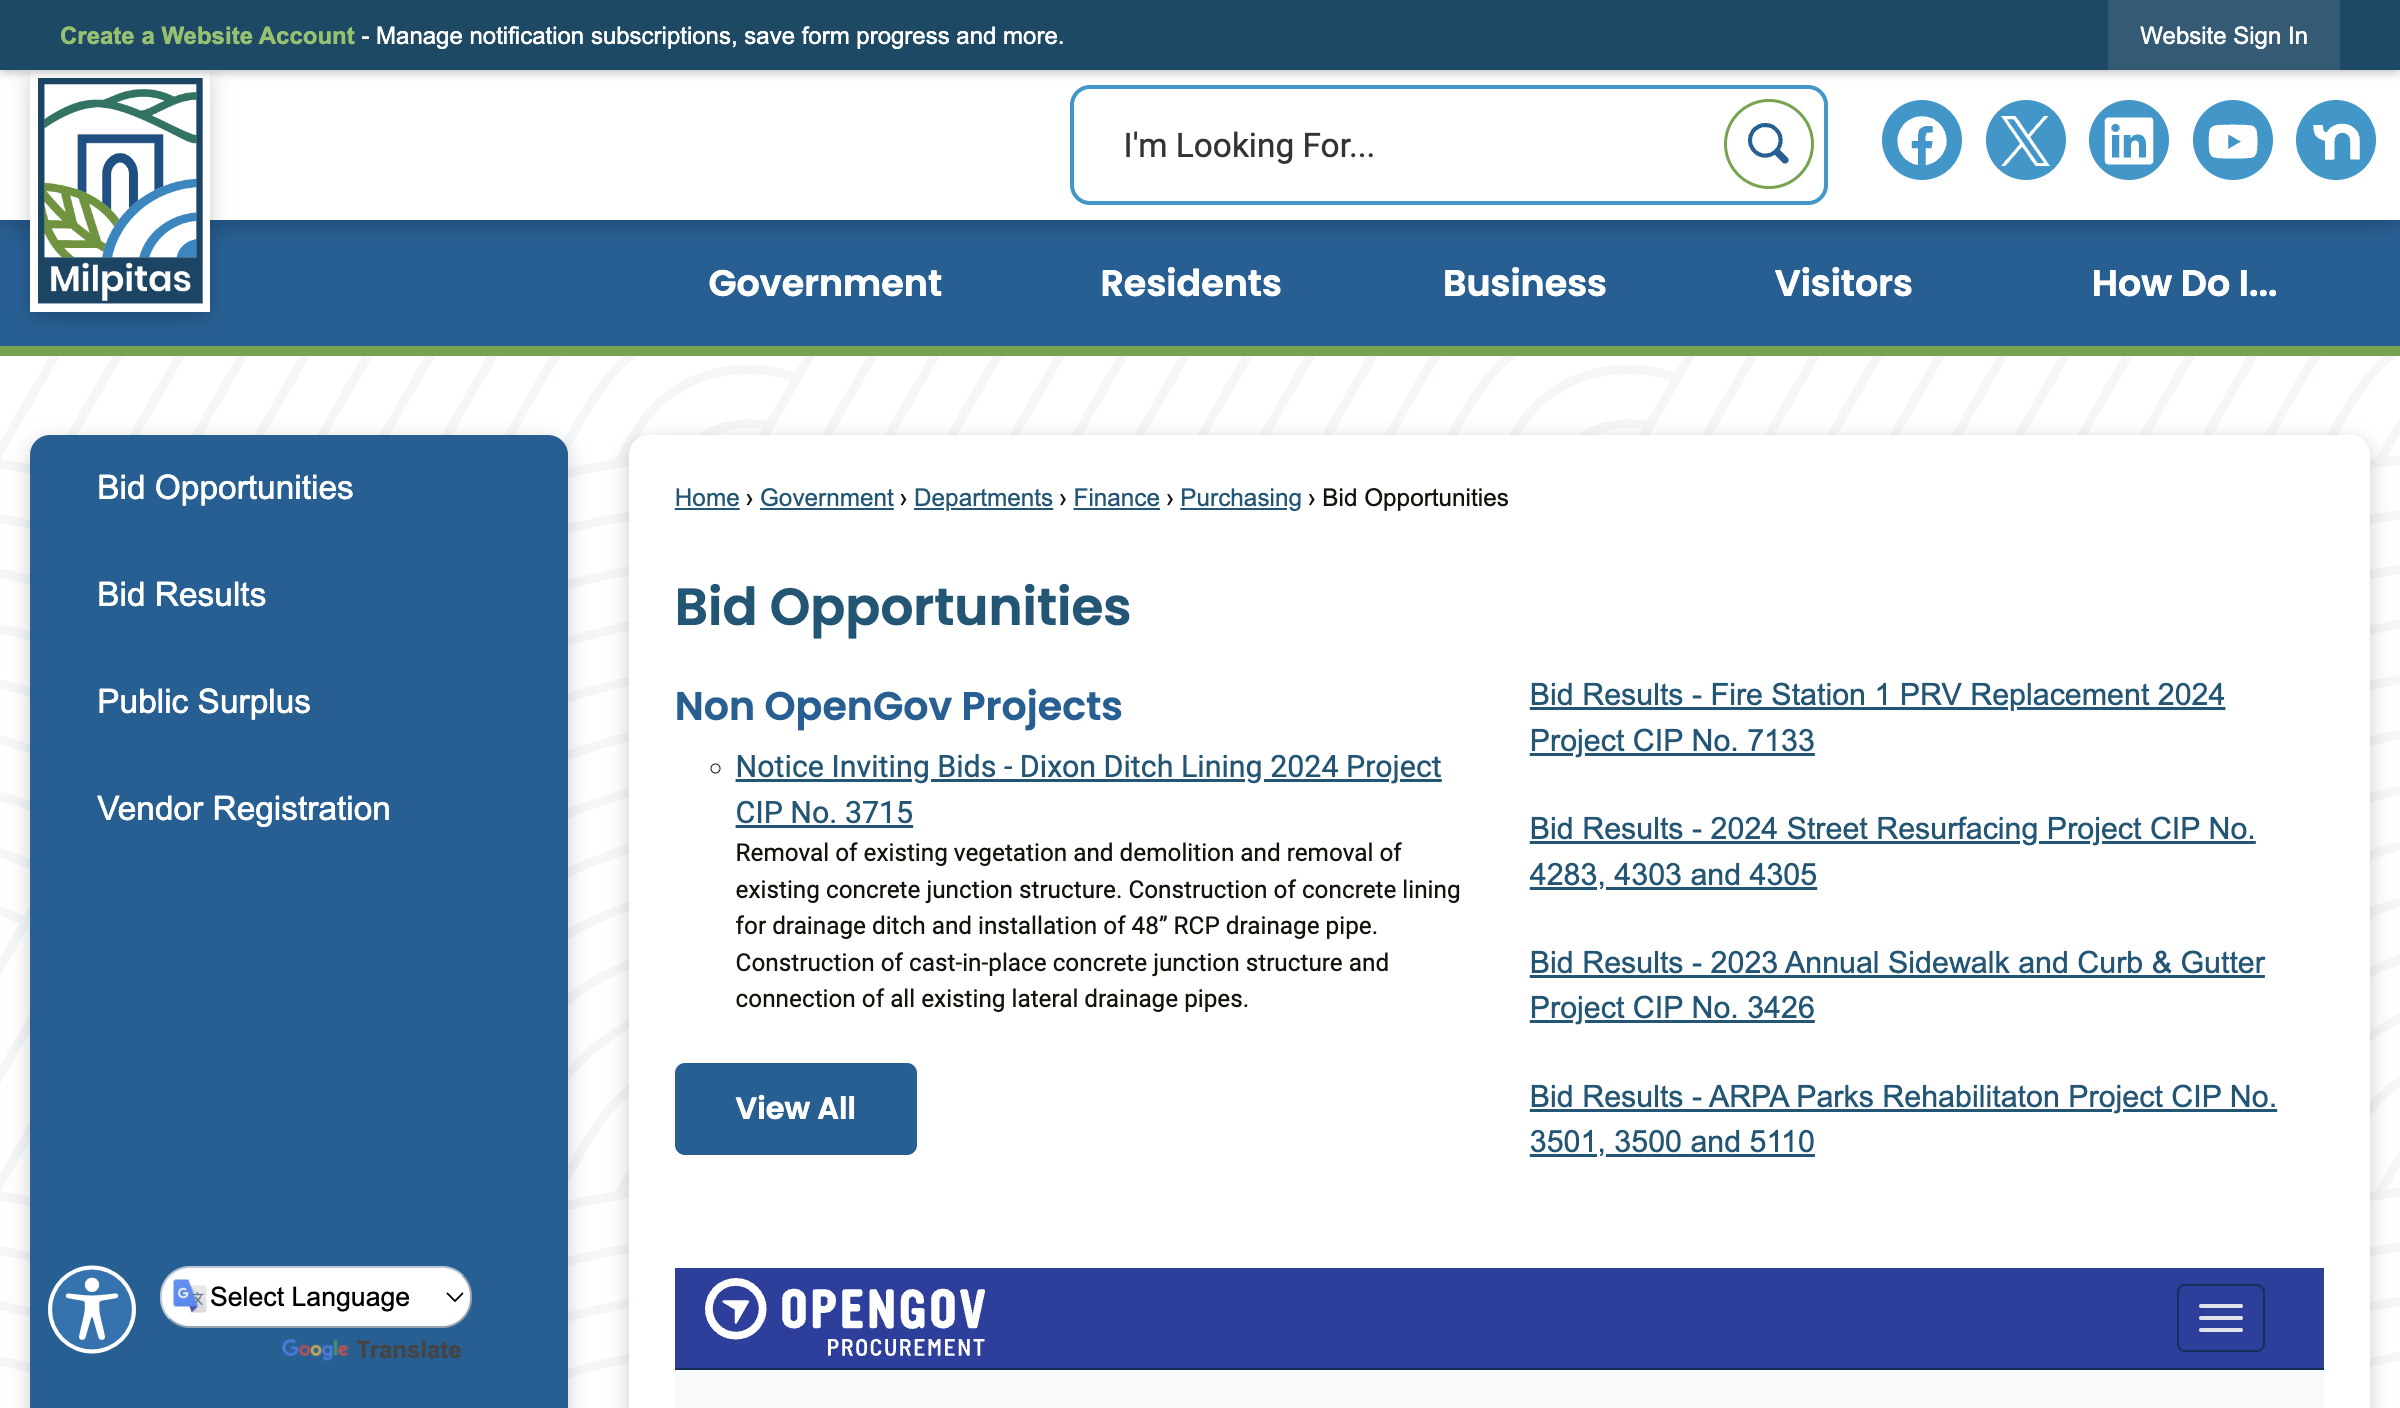 Create a Website Account - Manage notification subscriptions, save form progress and more.
Website Sign In
Milpitas
I'm Looking For...
Government
Residents
Business
Visitors
How Do I...
Bid Opportunities
Bid Results
Public Surplus
Vendor Registration
Select Language
Google Translate
Home › Government › Departments › Finance › Purchasing › Bid Opportunities
Bid Opportunities
Non OpenGov Projects
Notice Inviting Bids - Dixon Ditch Lining 2024 Project
CIP No. 3715
Removal of existing vegetation and demolition and removal of
existing concrete junction structure. Construction of concrete lining
for drainage ditch and installation of 48” RCP drainage pipe.
Construction of cast-in-place concrete junction structure and
connection of all existing lateral drainage pipes.
View All
Bid Results - Fire Station 1 PRV Replacement 2024
Project CIP No. 7133
Bid Results - 2024 Street Resurfacing Project CIP No.
4283, 4303 and 4305
Bid Results - 2023 Annual Sidewalk and Curb & Gutter
Project CIP No. 3426
Bid Results - ARPA Parks Rehabilitaton Project CIP No.
3501, 3500 and 5110
OPENGOV
PROCUREMENT